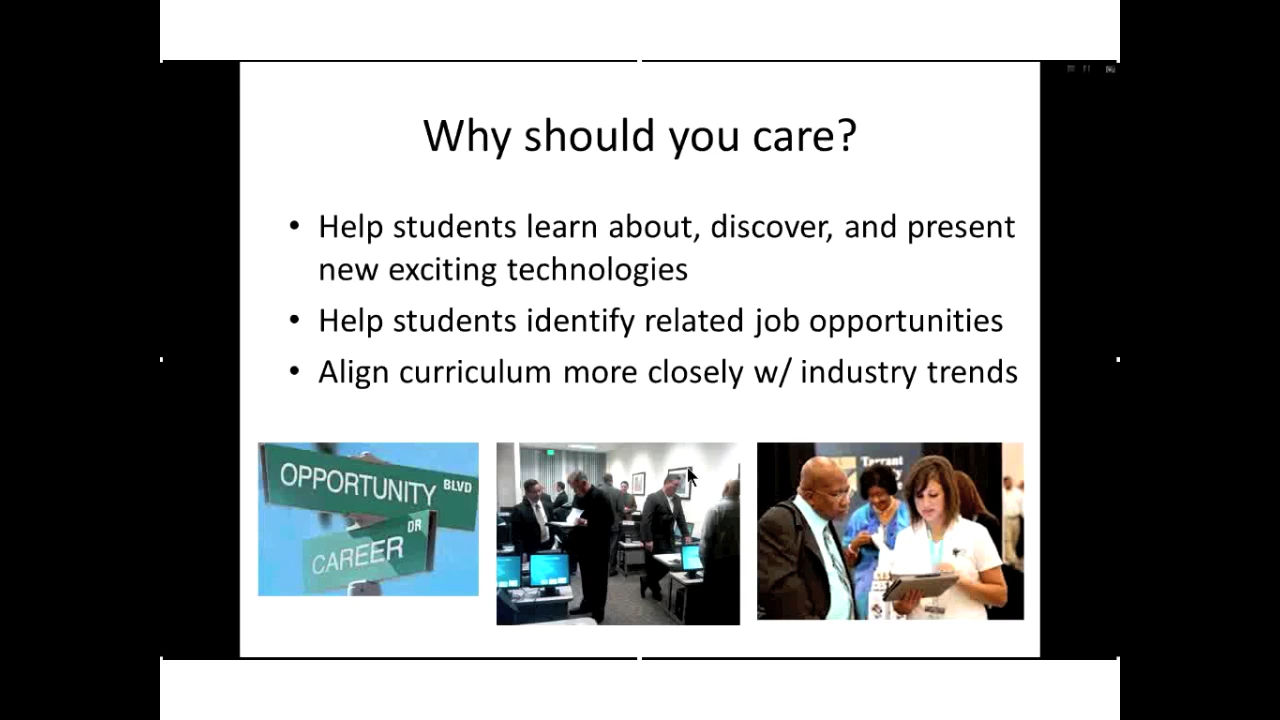 Why should you care?
• Help students learn about, discover, and present
new exciting technologies
• Help students identify related job opportunities
• Align curriculum more closely w/ industry trends
OPPORTUNITY BLVD
CAREER DR
Tarrant